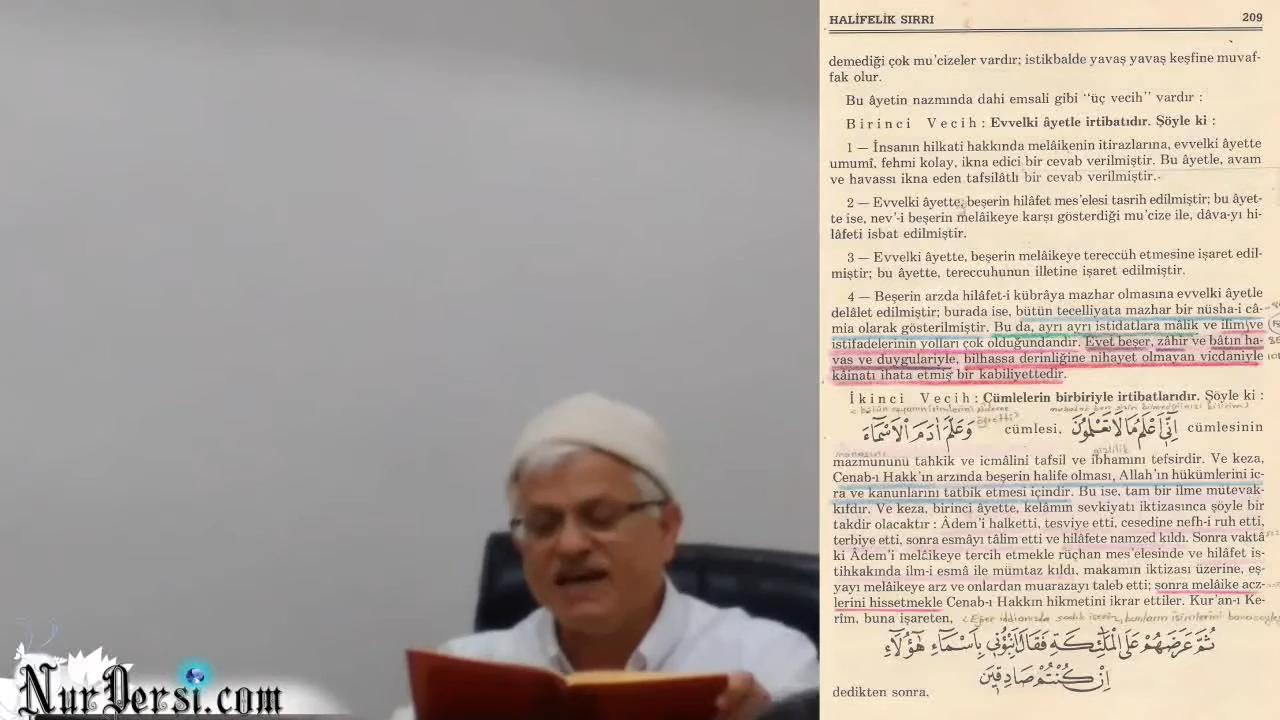 HALİFELİK SIRRI 209
demediği çok mu'cizeler vardır; istikbalde yavaş yavaş keşfine muvaf-
fak olur.
Bu âyetin nazmında dahi emsali gibi "üç vecih" vardır :
Birinci Vecih : Evvelki âyetle irtibatıdır. Şöyle ki :
1 — İnsanın hilkati hakkında melâikenin itirazlarına, evvelki âyette
umumî, fehmi kolay, ikna edici bir cevab verilmiştir. Bu âyetle, avam
ve havassı ikna eden tafsilâtlı bir cevab verilmiştir.
2 — Evvelki âyette, beşerin hilâfet mes'elesi tasrih edilmiştir; bu âyet-
te ise, nev'-i beşerin melâikeye karşı gösterdiği mu'cize ile, dâva-yı hi-
lâfeti isbat edilmiştir.
3 — Evvelki âyette, beşerin melâikeye tereccüh etmesine işaret edil-
miştir; bu âyette, tereccuhunun illetine işaret edilmiştir.
4 — Beşerin arzda hilâfet-i kübrâya mazhar olmasına evvelki âyetle
delâlet edilmiştir; burada ise, bütün tecelliyata mazhar bir nüsha-i câ-
mia olarak gösterilmiştir. Bu da, ayrı ayrı istidatlara mâlik ve ilim ve
istifadelerinin yolları çok olduğundandır. Evet beşer, zâhir ve bâtın ha-
vas ve duygulariyle, bilhassa derinliğine nihayet olmayan vicdaniyle
kâinatı ihata etmiş bir kabiliyettedir.
İkinci Vecih : Cümlelerin birbiriyle irtibatlarıdır. Şöyle ki :
وَعَلَّمَ اٰدَمَ الْاَسْمَٓاءَ cümlesi, اِنّٖٓى اَعْلَمُ مَا لَا تَعْلَمُونَ cümlesinin
mazmununu tahkik ve icmâlini tafsil ve ibhamını tefsirdir. Ve keza,
Cenab-ı Hakk'ın arzında beşerin halife olması, Allah'ın hükümlerini ic-
ra ve kanunlarını tatbik etmesi içindir. Bu ise, tam bir ilme mütevak-
kıfdır. Ve keza, birinci âyette, kelâmın sevkiyatı iktizasınca şöyle bir
takdir olacaktır : Âdem'i halketti, tesviye etti, cesedine nefh-i ruh etti,
terbiye etti, sonra esmâyı tâlim etti ve hilâfete namzed kıldı. Sonra vaktâ
ki Âdem'i melâikeye tercih etmekle rüçhan mes'elesinde ve hilâfet is-
tihkakında ilm-i esmâ ile mümtaz kıldı, makamın iktizası üzerine, eş-
yayı melâikeye arz ve onlardan muarazayı taleb etti; sonra melâike acz-
lerini hissetmekle Cenab-ı Hakkın hikmetini ikrar ettiler. Kur'an-ı Ke-
rîm, buna işareten,
ثُمَّ عَرَضَهُمْ عَلَى الْمَلٰٓئِكَةِ فَقَالَ اَنْبِؤُنٖى بِاَسْمَٓاءِ هٰٓؤُلَٓاءِ
اِنْ كُنْتُمْ صَادِقٖينَ
dedikten sonra.
NurDersi.com